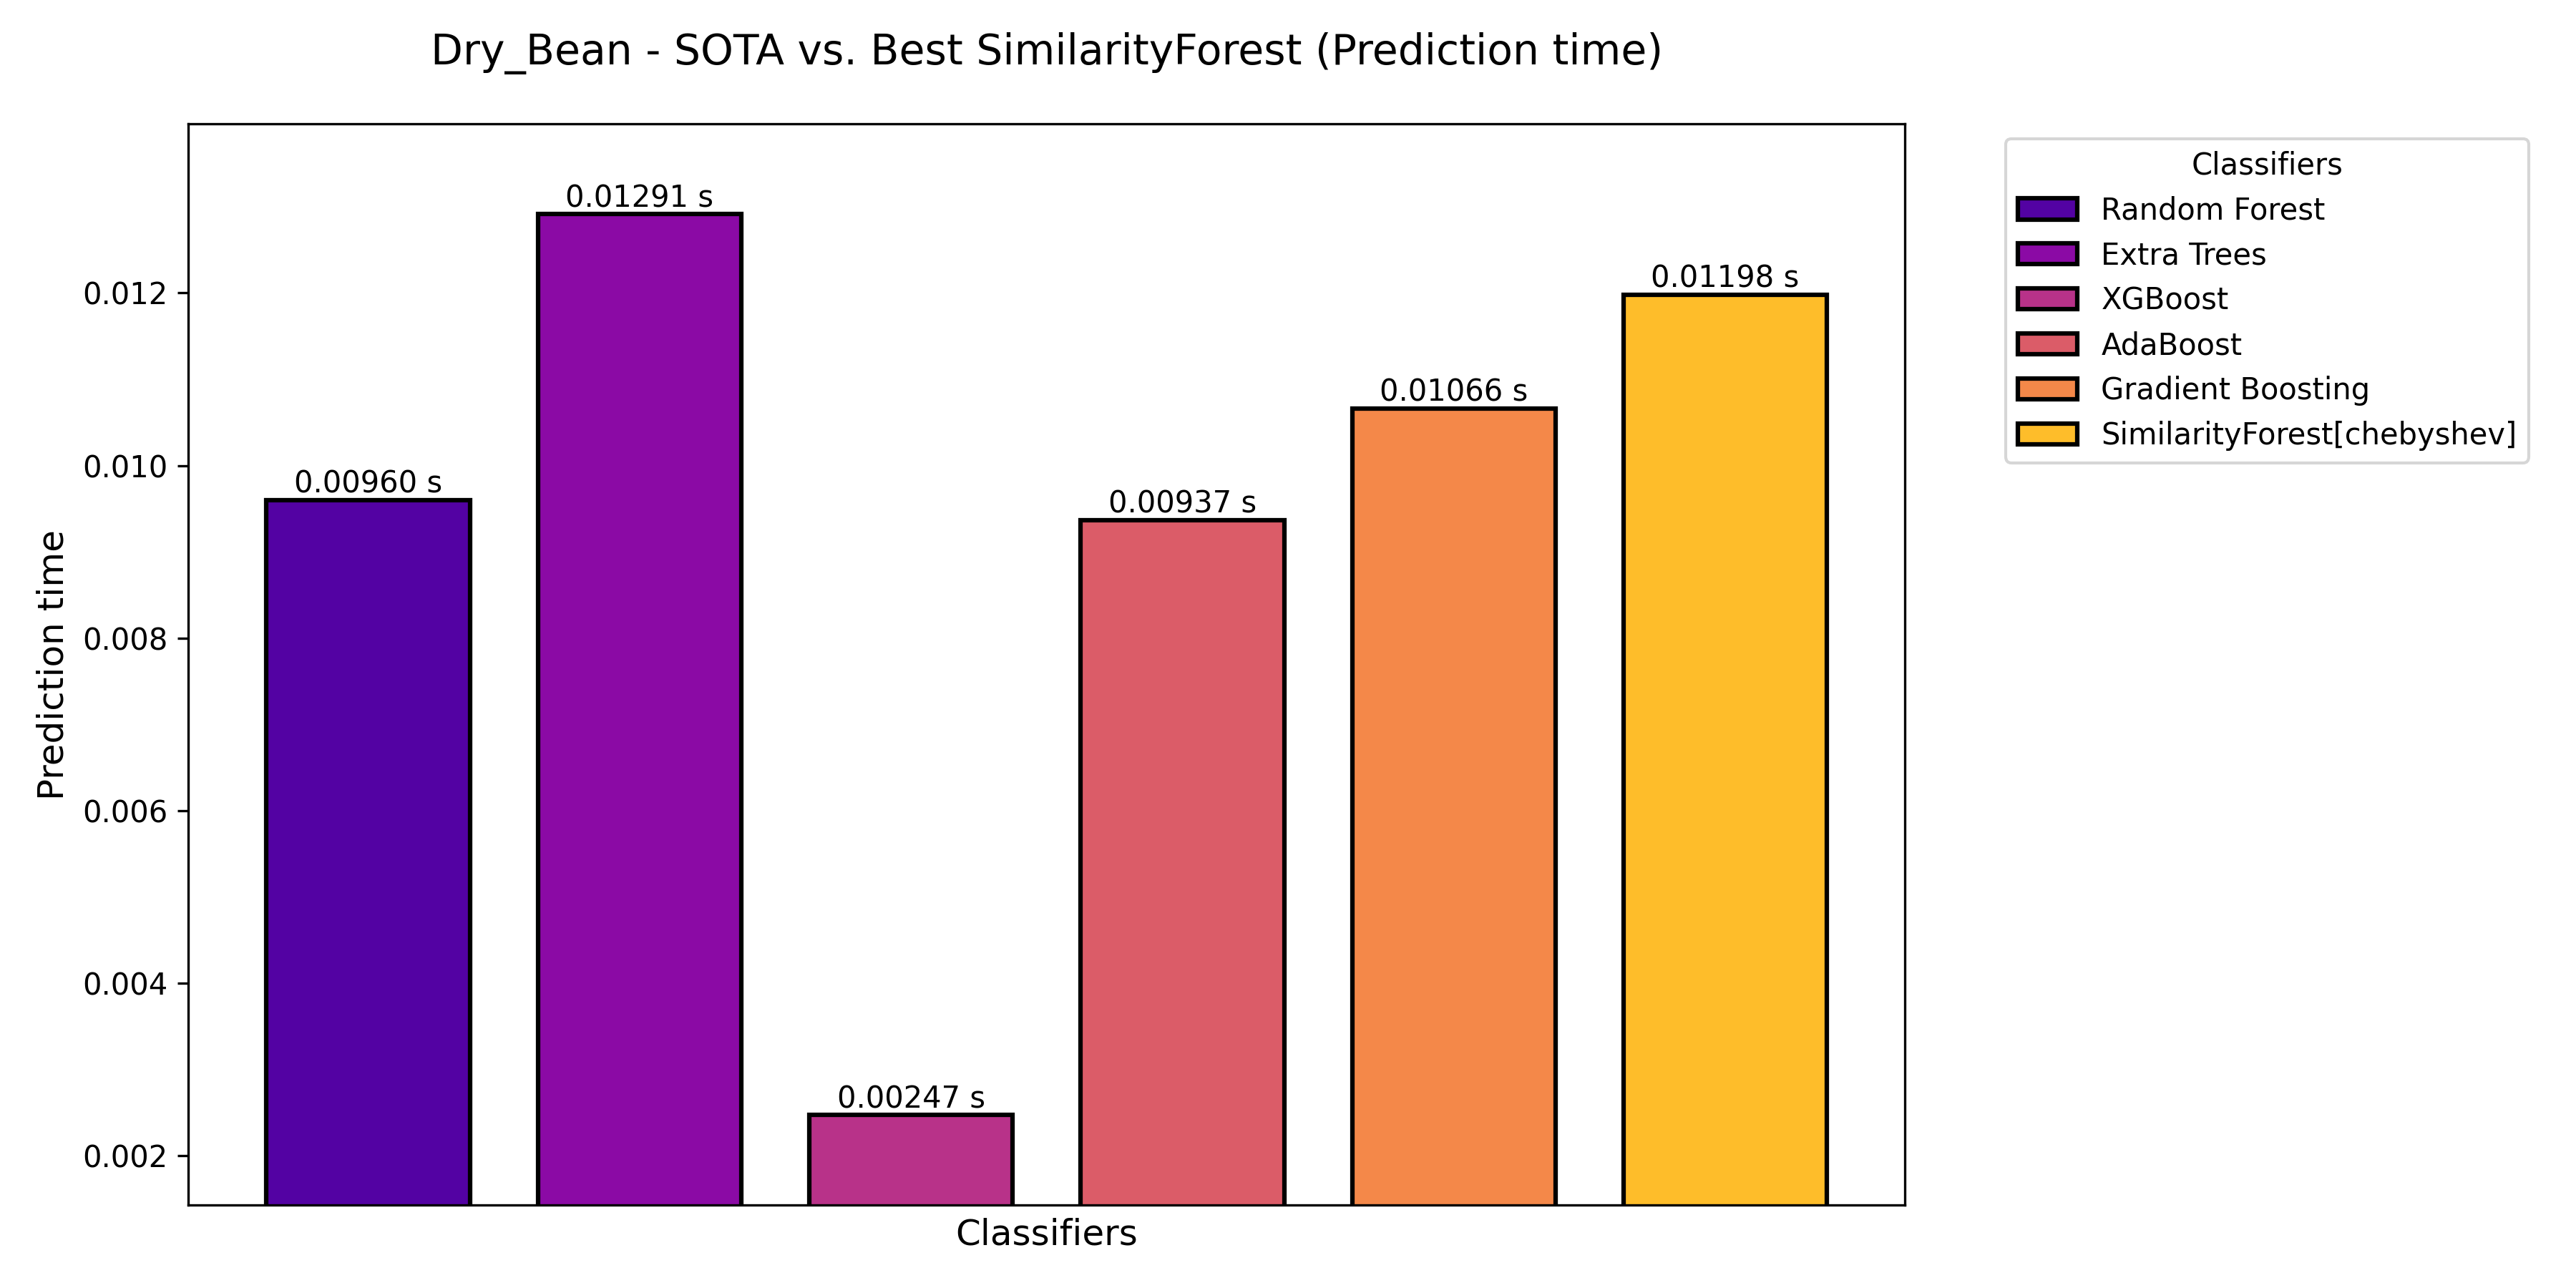 Dry_Bean - SOTA vs. Best SimilarityForest (Prediction time)
Prediction time
0.012
0.010
0.008
0.006
0.004
0.002
0.00960 s
0.01291 s
0.00247 s
0.00937 s
0.01066 s
0.01198 s
Classifiers
Classifiers
Random Forest
Extra Trees
XGBoost
AdaBoost
Gradient Boosting
SimilarityForest[chebyshev]